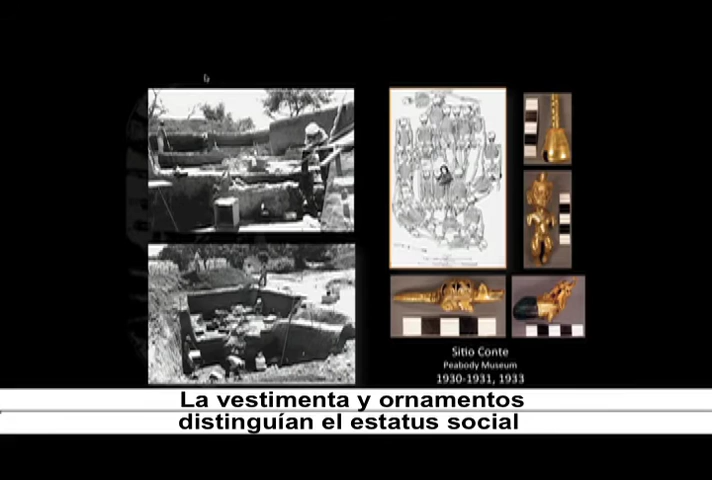 Sitio Conte
Peabody Museum
1930-1931, 1933
La vestimenta y ornamentos
distinguían el estatus social